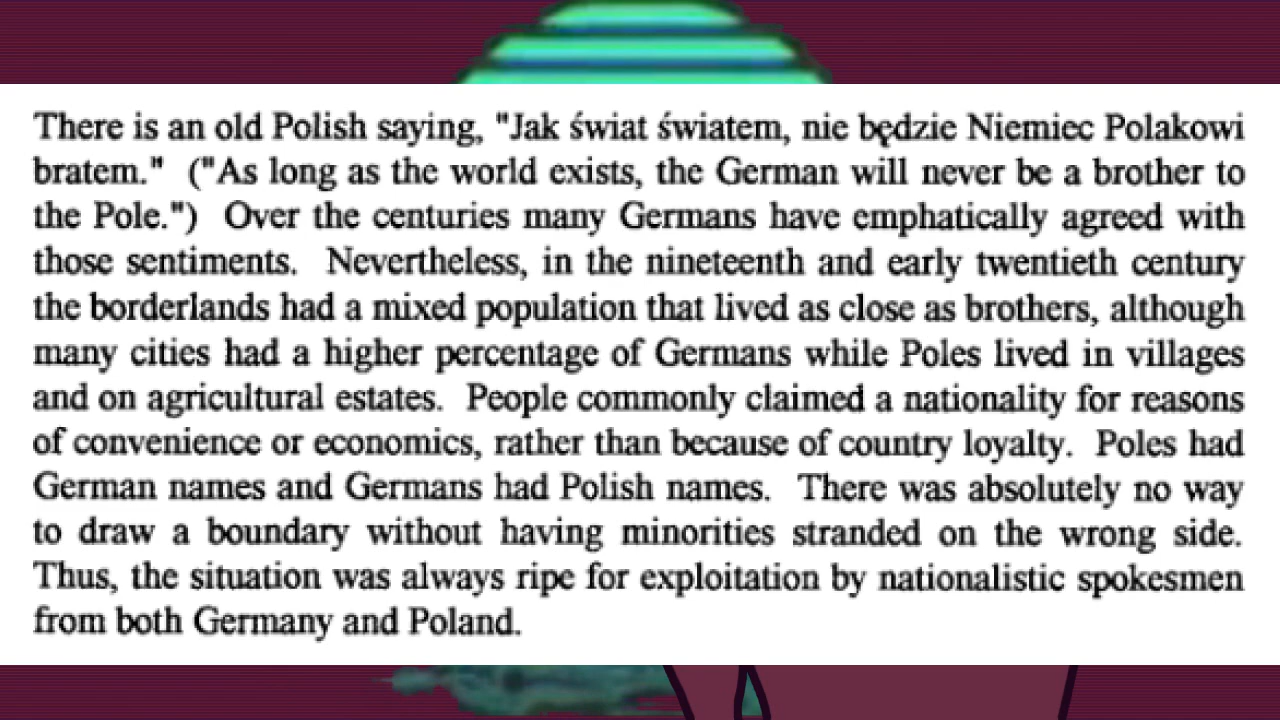 There is an old Polish saying, "Jak świat światem, nie będzie Niemiec Polakowi
bratem." ("As long as the world exists, the German will never be a brother to
the Pole.") Over the centuries many Germans have emphatically agreed with
those sentiments. Nevertheless, in the nineteenth and early twentieth century
the borderlands had a mixed population that lived as close as brothers, although
many cities had a higher percentage of Germans while Poles lived in villages
and on agricultural estates. People commonly claimed a nationality for reasons
of convenience or economics, rather than because of country loyalty. Poles had
German names and Germans had Polish names. There was absolutely no way
to draw a boundary without having minorities stranded on the wrong side.
Thus, the situation was always ripe for exploitation by nationalistic spokesmen
from both Germany and Poland.